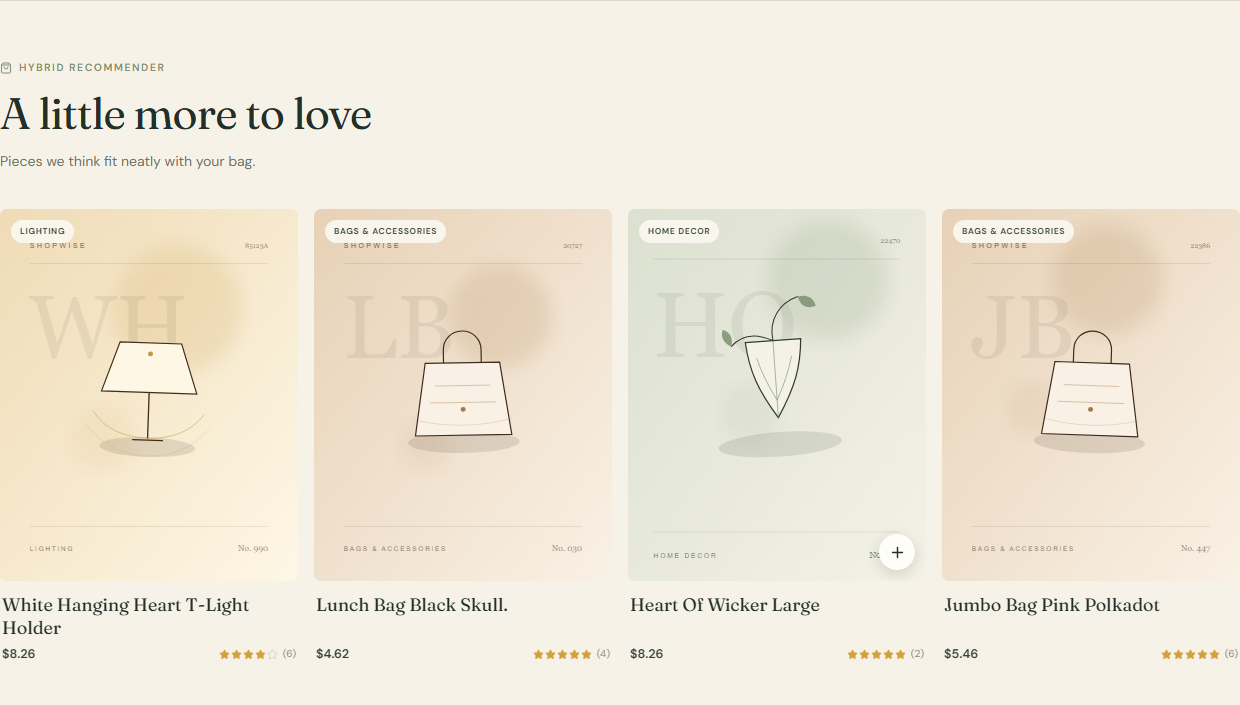 HYBRID RECOMMENDER
A little more to love
Pieces we think fit neatly with your bag.
LIGHTING
SHOPWISE
85123A
WH
LIGHTING
No. 990
White Hanging Heart T-Light
Holder
$8.26
(6)
BAGS & ACCESSORIES
SHOPWISE
20727
LB
BAGS & ACCESSORIES
No. 030
Lunch Bag Black Skull.
$4.62
(4)
HOME DECOR
22470
HO
HOME DECOR
Heart Of Wicker Large
$8.26
(2)
BAGS & ACCESSORIES
SHOPWISE
22386
JB
BAGS & ACCESSORIES
No. 447
Jumbo Bag Pink Polkadot
$5.46
(6)